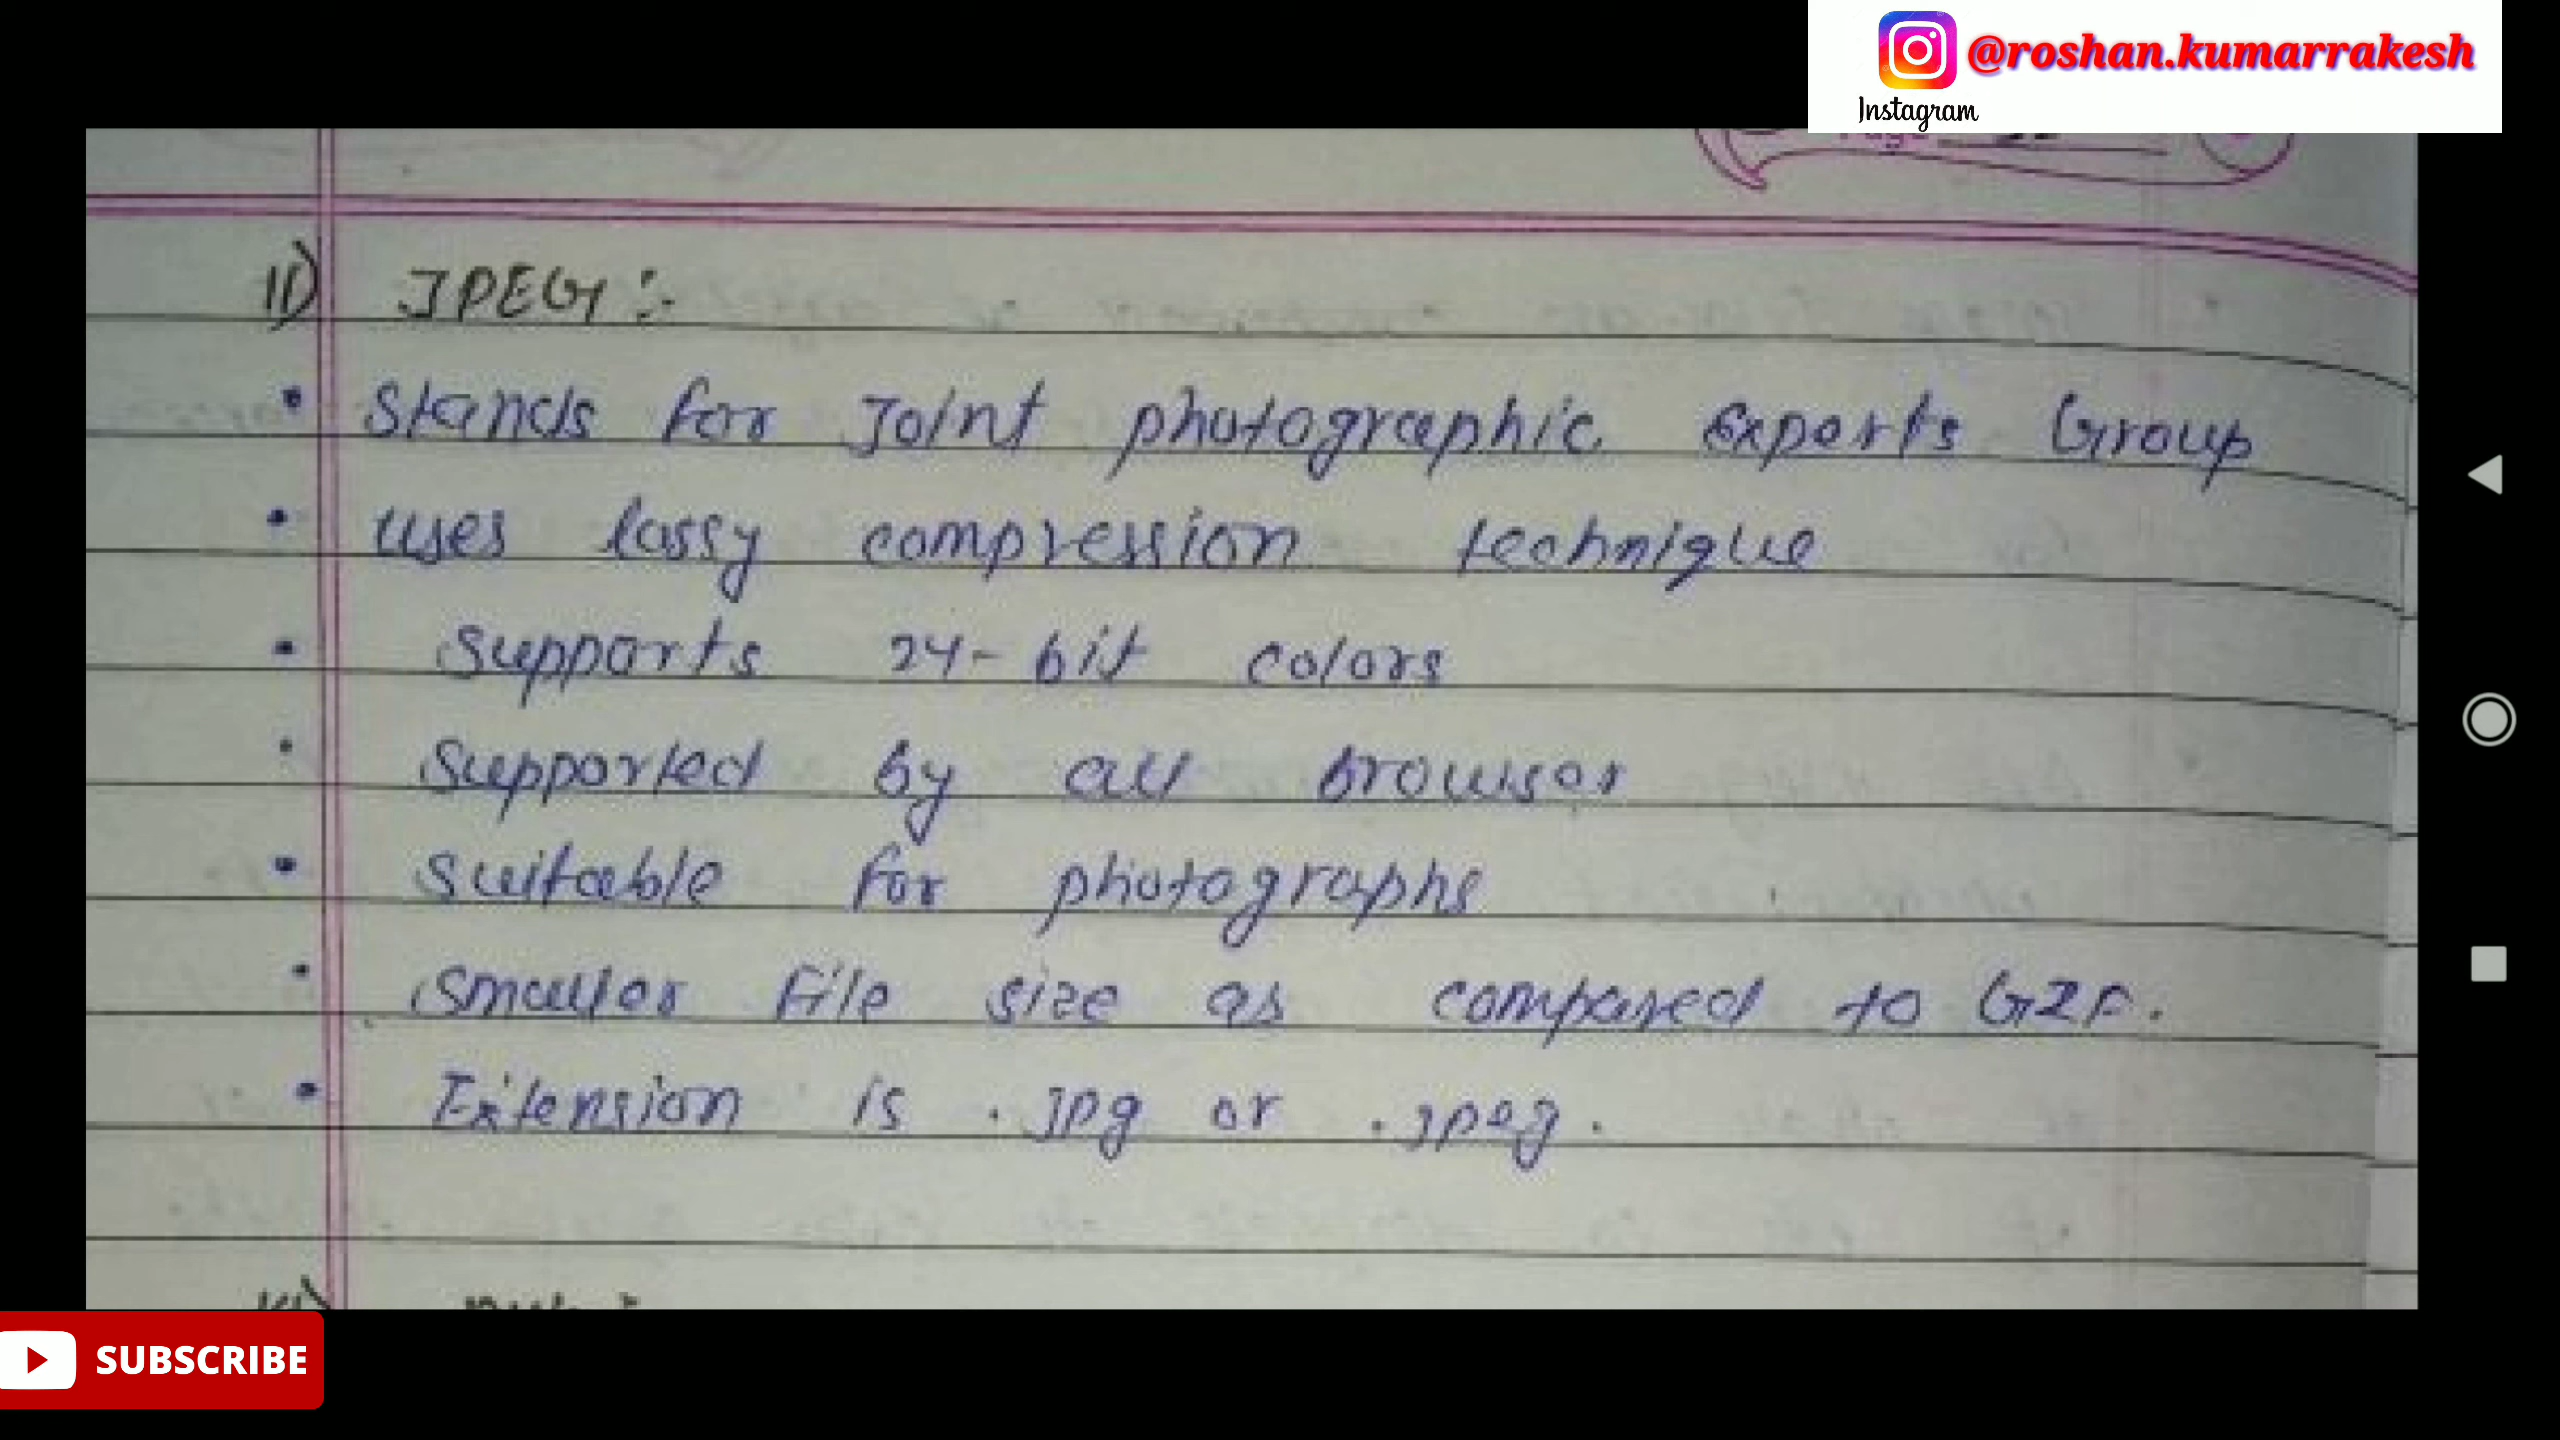 @roshan.kumarrakesh
Instagram
II) JPEG :-
• Stands for Joint photographic Experts Group
• uses lossy compression technique
• Supports 24-bit colors
• Supported by all browser
• Suitable for photographs
• Smaller file size as compared to GIF.
• Extension is .jpg or .jpeg.
SUBSCRIBE